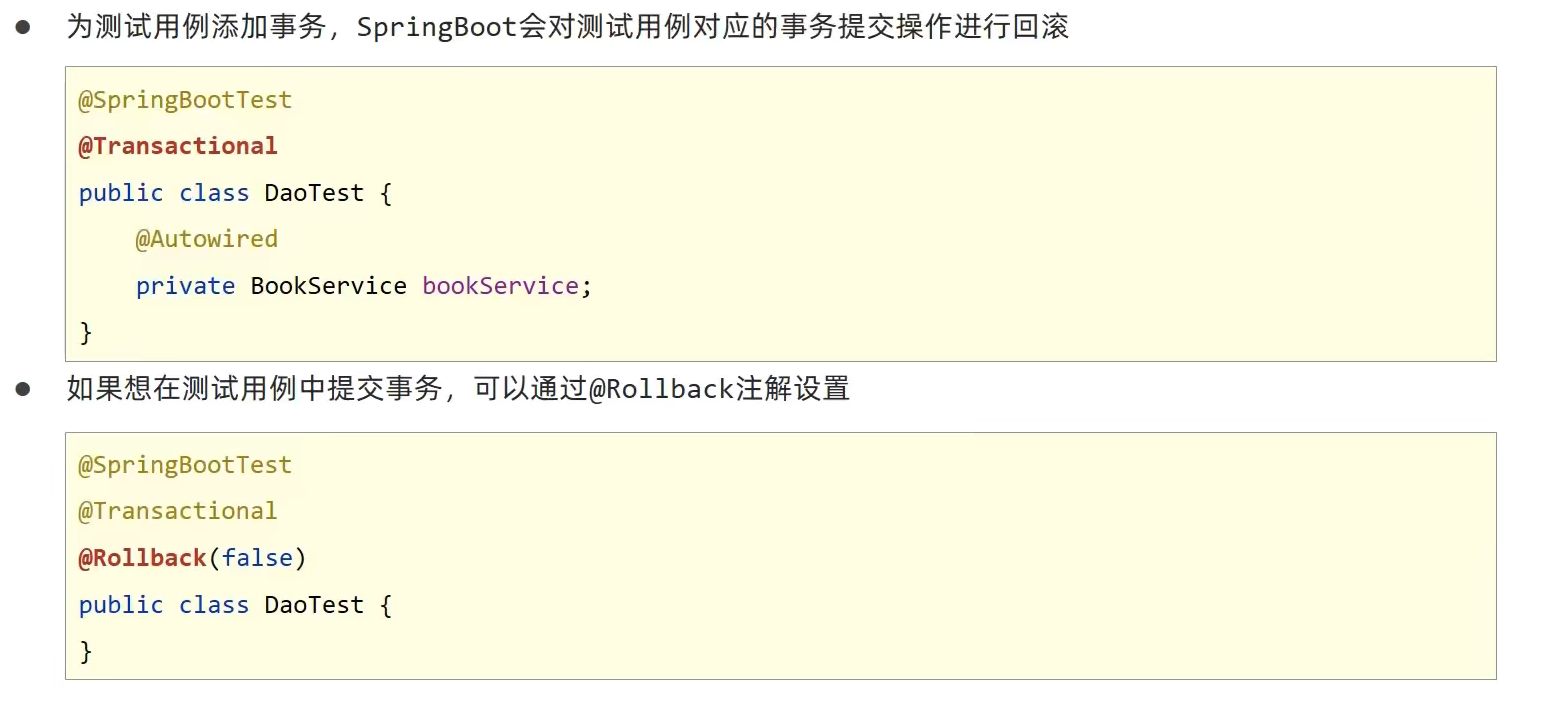 ● 为测试用例添加事务，SpringBoot会对测试用例对应的事务提交操作进行回滚
@SpringBootTest
@Transactional
public class DaoTest {
    @Autowired
    private BookService bookService;
}
● 如果想在测试用例中提交事务，可以通过@Rollback注解设置
@SpringBootTest
@Transactional
@Rollback(false)
public class DaoTest {
}